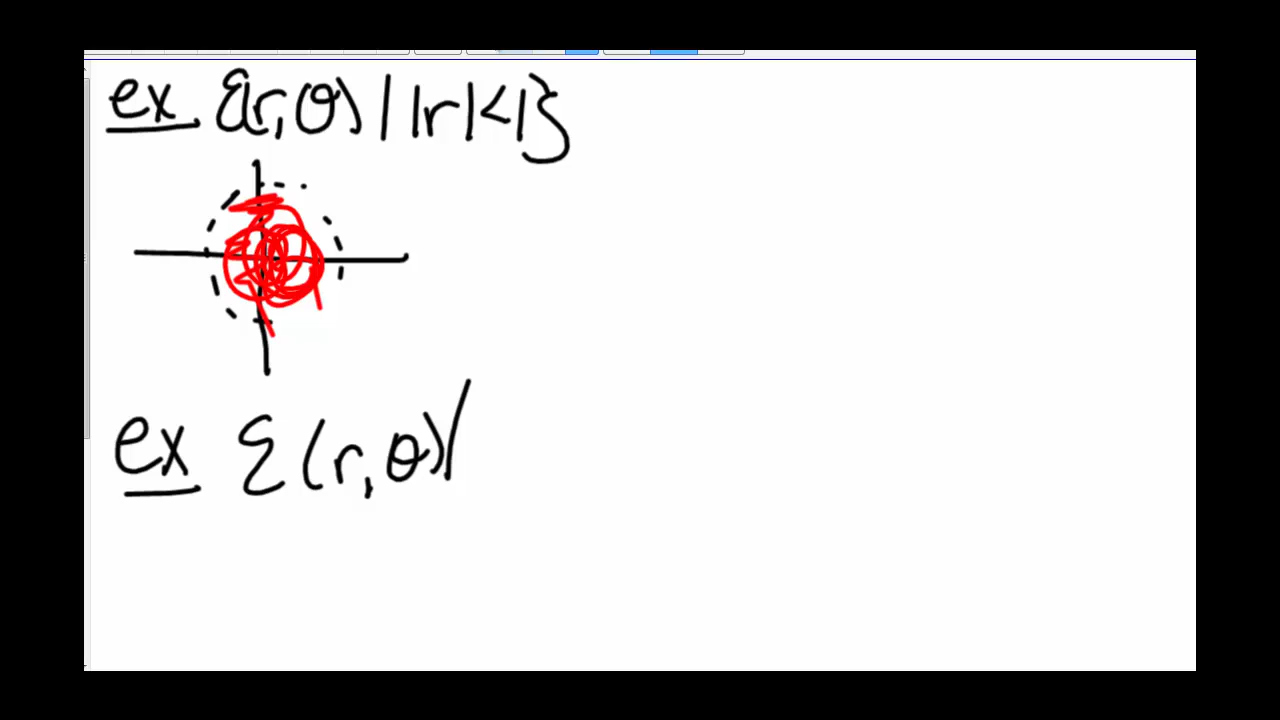 ex {(r,θ) | |r|<1}
ex {(r,θ)|